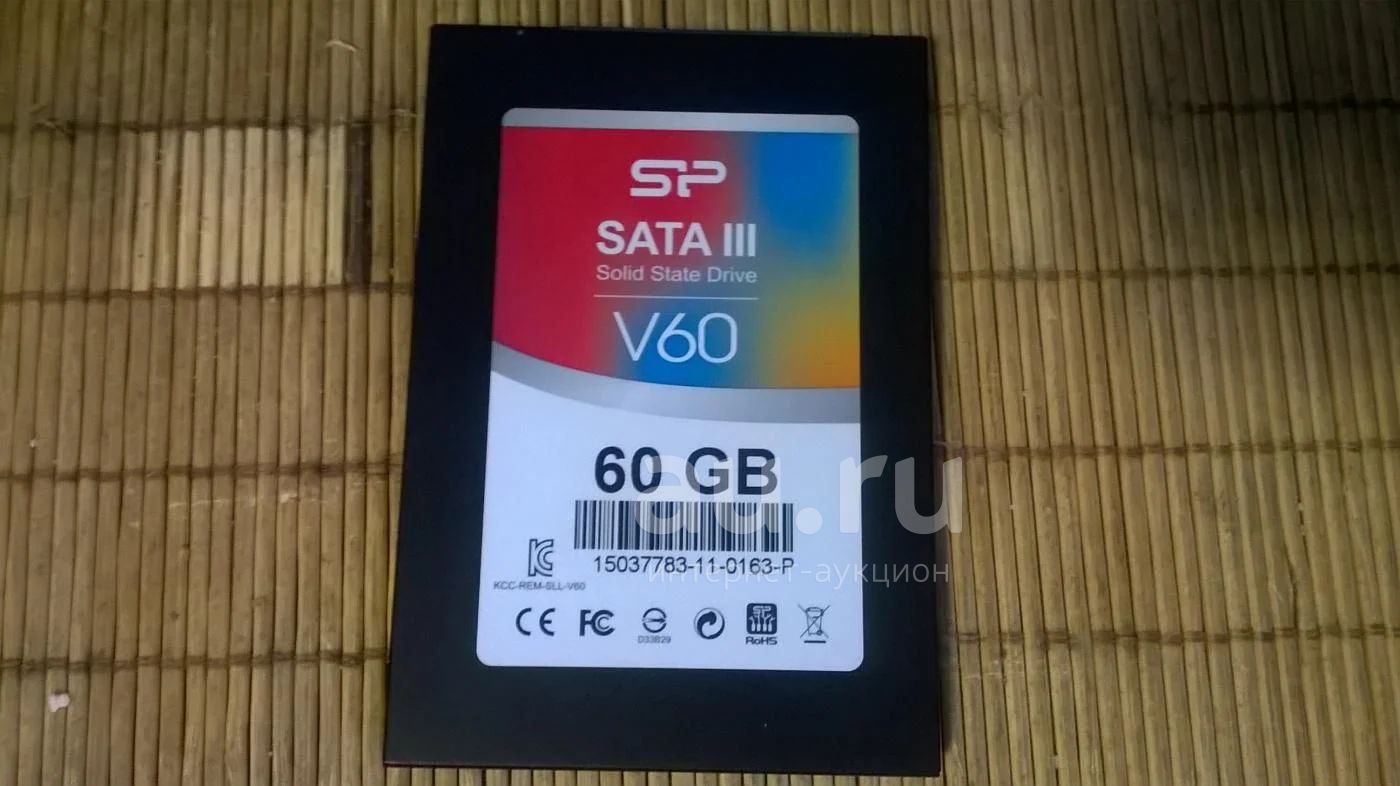 SP
SATA III
Solid State Drive
V60
60 GB
au.ru
15037783-11-0163-P
интернет-аукцион
KCC-REM-SLL-V60
CE FC
D33B29
SP
RoHS